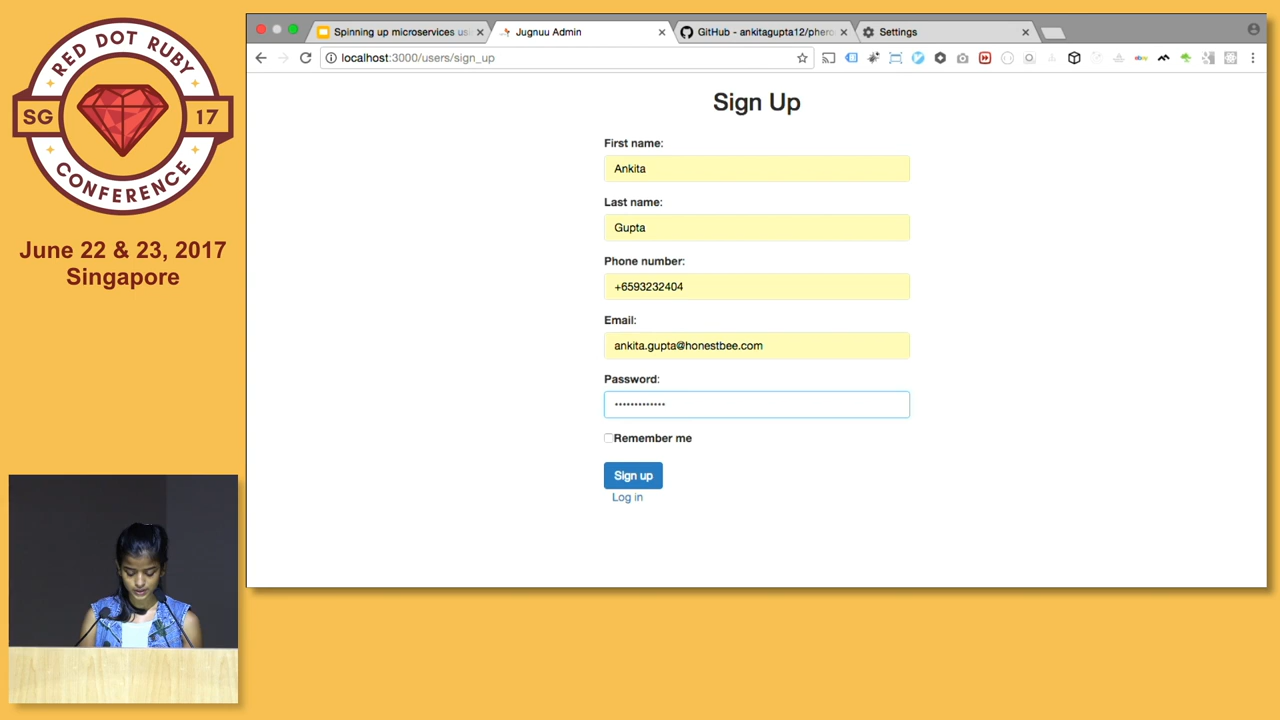 RED DOT RUBY
SG 17
CONFERENCE
June 22 & 23, 2017
Singapore
Spinning up microservices us
Jugnuu Admin
GitHub - ankitagupta12/phero
Settings
localhost:3000/users/sign_up
Sign Up
First name:
Ankita
Last name:
Gupta
Phone number:
+6593232404
Email:
ankita.gupta@honestbee.com
Password:
•••••••••••••
Remember me
Sign up
Log in